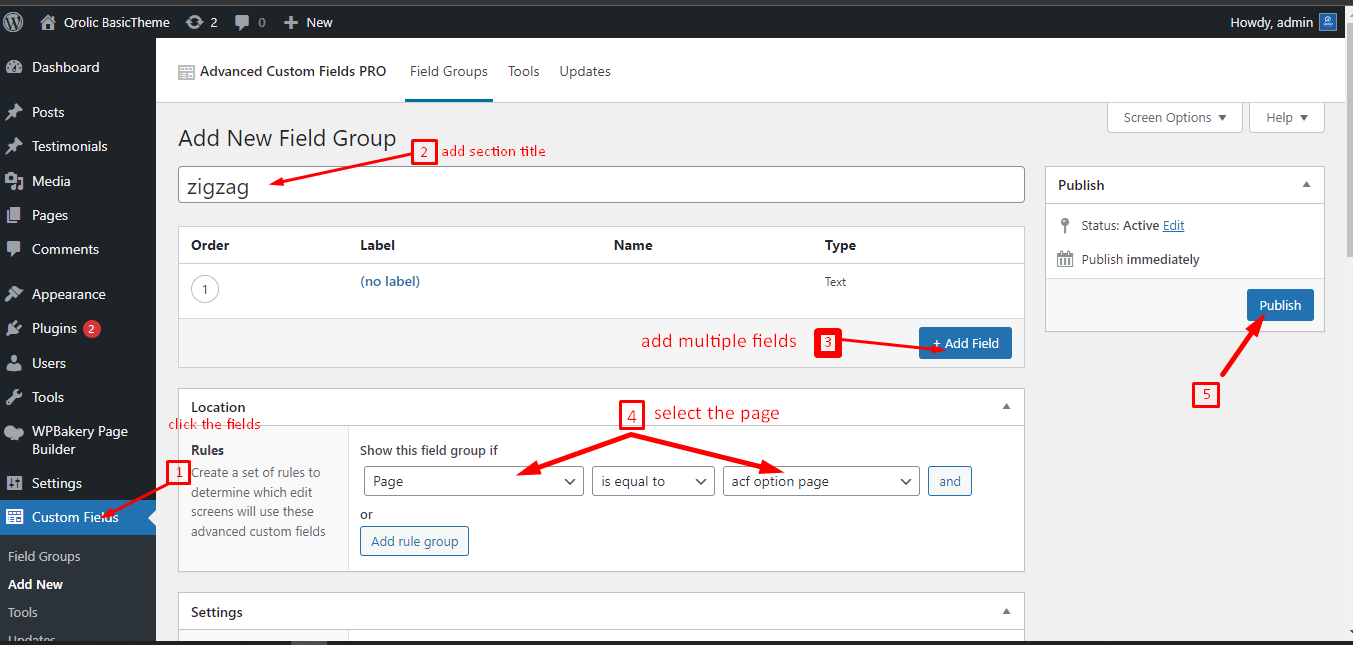 Qrolic BasicTheme 2 0 New Howdy, admin
Dashboard
Posts
Testimonials
Media
Pages
Comments
Appearance
Plugins 2
Users
Tools
WPBakery Page
Builder
Settings
Custom Fields
Field Groups
Add New
Tools
Updates
Advanced Custom Fields PRO Field Groups Tools Updates
Screen Options Help
Add New Field Group
2 add section title
zigzag
Order Label Name Type
1 (no label) Text
add multiple fields 3 + Add Field
Publish
Status: Active Edit
Publish immediately
Publish
5
Location
click the fields
4 select the page
1
Rules
Create a set of rules to
determine which edit
screens will use these
advanced custom fields
Show this field group if
Page is equal to acf option page and
or
Add rule group
Settings